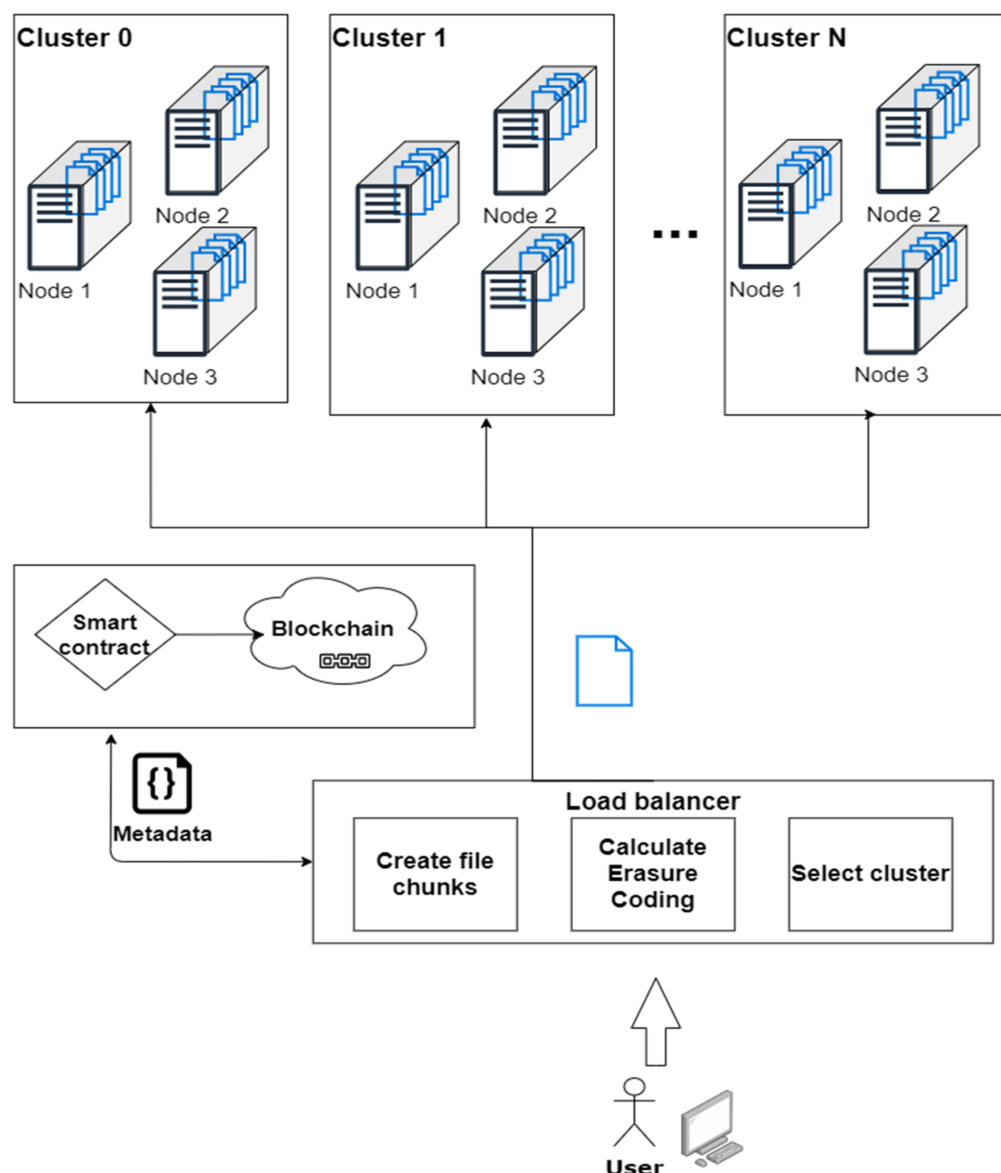 Cluster 0
Cluster 1
Cluster N
Node 2
Node 2
Node 2
Node 1
Node 1
Node 1
...
Node 3
Node 3
Node 3
Smart
contract
Blockchain
{}
Metadata
Load balancer
Create file
chunks
Calculate
Erasure
Coding
Select cluster
User